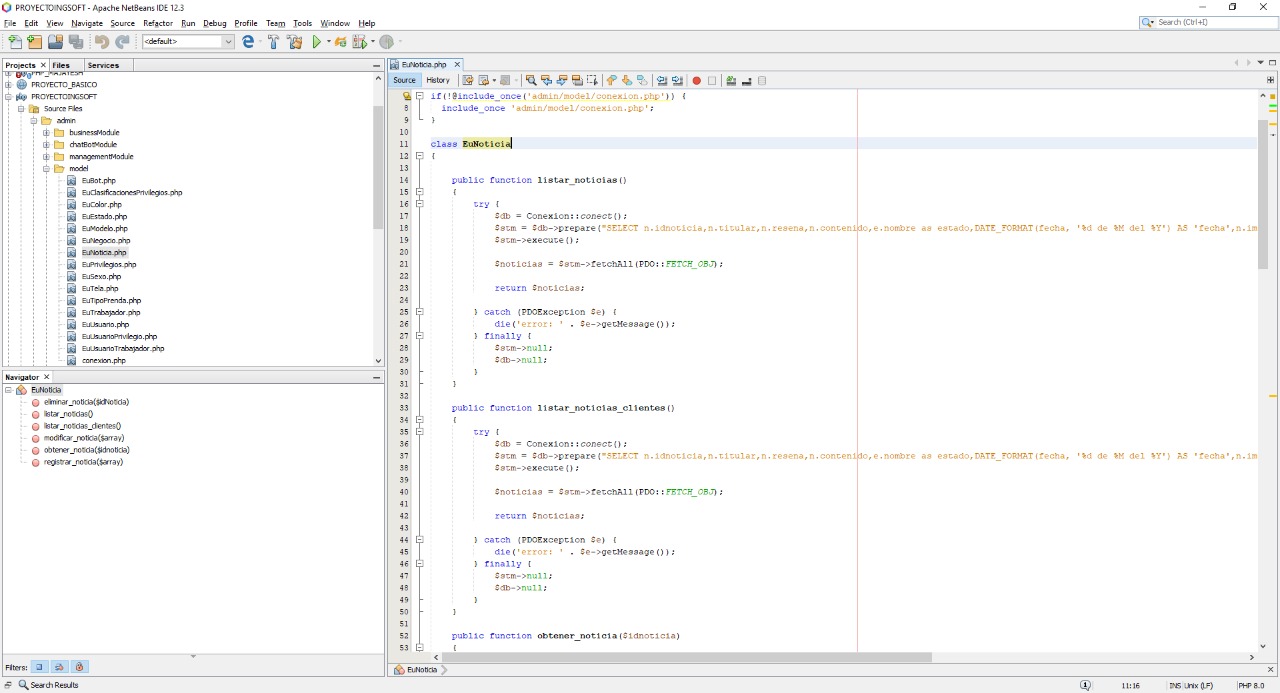 PROYECTOINGSOFT - Apache NetBeans IDE 12.3
File Edit View Navigate Source Refactor Run Debug Profile Team Tools Window Help
Search (Ctrl+I)
<default>
Projects Files Services
PHP_MAJATESH
PROYECTO_BASICO
PROYECTOINGSOFT
Source Files
admin
businessModule
chatBotModule
managementModule
model
EuBot.php
EuClasificacionesPrivilegios.php
EuColor.php
EuEstado.php
EuModelo.php
EuNegocio.php
EuNoticia.php
EuPrivilegios.php
EuSexo.php
EuTela.php
EuTipoPrenda.php
EuTrabajador.php
EuUsuario.php
EuUsuarioPrivilegio.php
EuUsuarioTrabajador.php
conexion.php
Navigator
EuNoticia
eliminar_noticia($idNoticia)
listar_noticias()
listar_noticias_clientes()
modificar_noticia($array)
obtener_noticia($idnoticia)
registrar_noticia($array)
Filters:
Search Results
EuNoticia.php
Source History
if(!@include_once('admin/model/conexion.php')) {
8 include_once 'admin/model/conexion.php';
9 }
10
11 class EuNoticia
12 {
13
14 public function listar_noticias()
15 {
16 try {
17 $db = Conexion::conect();
18 $stm = $db->prepare("SELECT n.idnoticia,n.titular,n.resena,n.contenido,e.nombre as estado,DATE_FORMAT(fecha, '%d de %M del %Y') AS 'fecha',n.im
19 $stm->execute();
20
21 $noticias = $stm->fetchAll(PDO::FETCH_OBJ);
22
23 return $noticias;
24
25 } catch (PDOException $e) {
26 die('error: ' . $e->getMessage());
27 } finally {
28 $stm->null;
29 $db->null;
30 }
31 }
32
33 public function listar_noticias_clientes()
34 {
35 try {
36 $db = Conexion::conect();
37 $stm = $db->prepare("SELECT n.idnoticia,n.titular,n.resena,n.contenido,e.nombre as estado,DATE_FORMAT(fecha, '%d de %M del %Y') AS 'fecha',n.im
38 $stm->execute();
39
40 $noticias = $stm->fetchAll(PDO::FETCH_OBJ);
41
42 return $noticias;
43
44 } catch (PDOException $e) {
45 die('error: ' . $e->getMessage());
46 } finally {
47 $stm->null;
48 $db->null;
49 }
50 }
51
52 public function obtener_noticia($idnoticia)
53 {
EuNoticia
1 11:16 INS Unix (LF) PHP 8.0